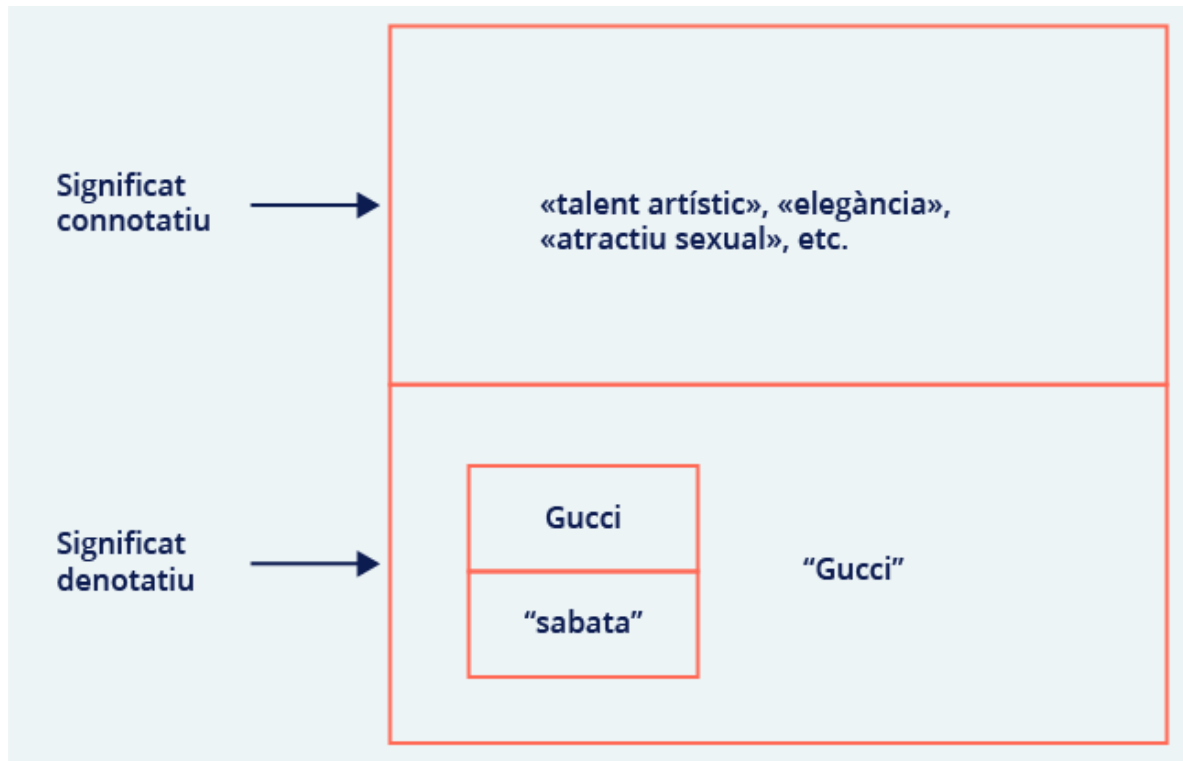 Significat
connotatiu
«talent artístic», «elegància»,
«atractiu sexual», etc.
Significat
denotatiu
Gucci
“sabata”
“Gucci”